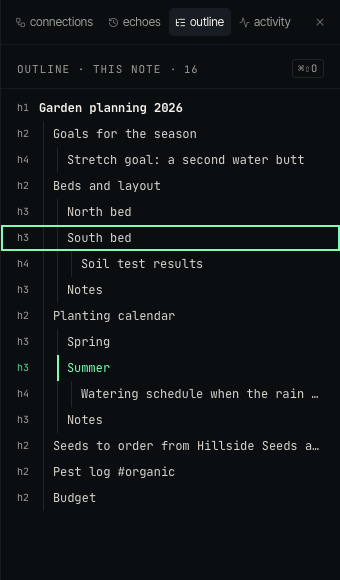 connections echoes outline activity ×
OUTLINE · THIS NOTE · 16 ⌘⇧O
h1 Garden planning 2026
h2 Goals for the season
h4 Stretch goal: a second water butt
h2 Beds and layout
h3 North bed
h3 South bed
h4 Soil test results
h3 Notes
h2 Planting calendar
h3 Spring
h3 Summer
h4 Watering schedule when the rain …
h3 Notes
h2 Seeds to order from Hillside Seeds a…
h2 Pest log #organic
h2 Budget